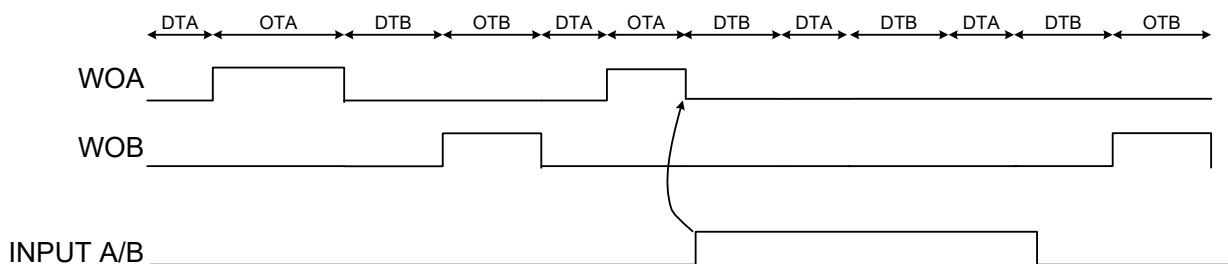 DTA OTA DTB OTB DTA OTA DTB DTA DTB DTA DTB OTB
WOA
WOB
INPUT A/B